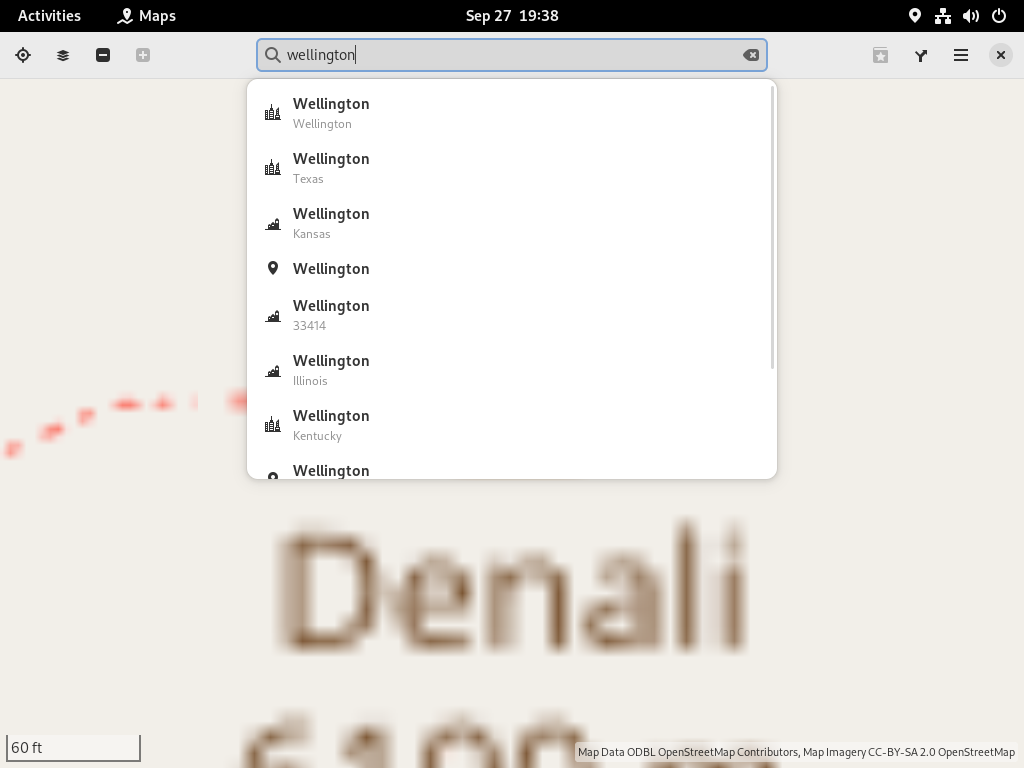 Activities
Maps
Sep 27 19:38
wellington
Wellington
Wellington
Wellington
Texas
Wellington
Kansas
Wellington
Wellington
33414
Wellington
Illinois
Wellington
Kentucky
Wellington
Denali
60 ft
Map Data ODBL OpenStreetMap Contributors, Map Imagery CC-BY-SA 2.0 OpenStreetMap